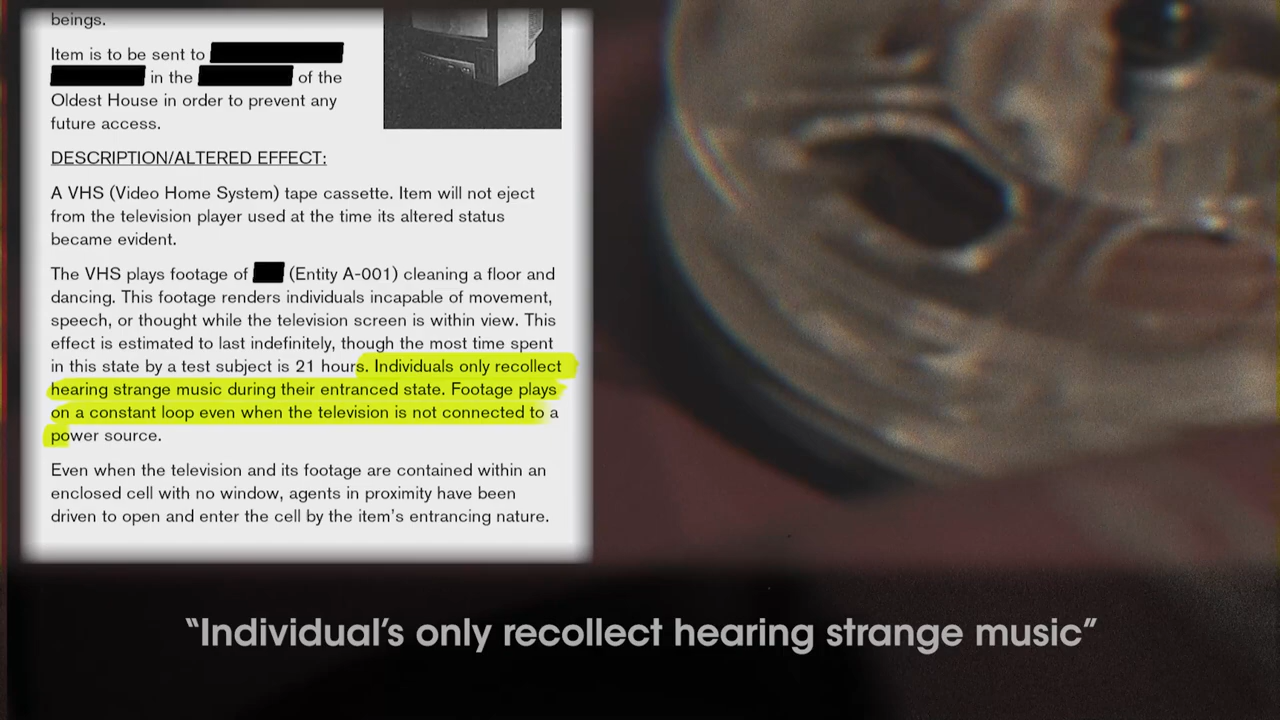 beings.
Item is to be sent to
in the of the
Oldest House in order to prevent any
future access.
DESCRIPTION/ALTERED EFFECT:
A VHS (Video Home System) tape cassette. Item will not eject
from the television player used at the time its altered status
became evident.
The VHS plays footage of (Entity A-001) cleaning a floor and
dancing. This footage renders individuals incapable of movement,
speech, or thought while the television screen is within view. This
effect is estimated to last indefinitely, though the most time spent
in this state by a test subject is 21 hours. Individuals only recollect
hearing strange music during their entranced state. Footage plays
on a constant loop even when the television is not connected to a
power source.
Even when the television and its footage are contained within an
enclosed cell with no window, agents in proximity have been
driven to open and enter the cell by the item's entrancing nature.
“Individual’s only recollect hearing strange music”